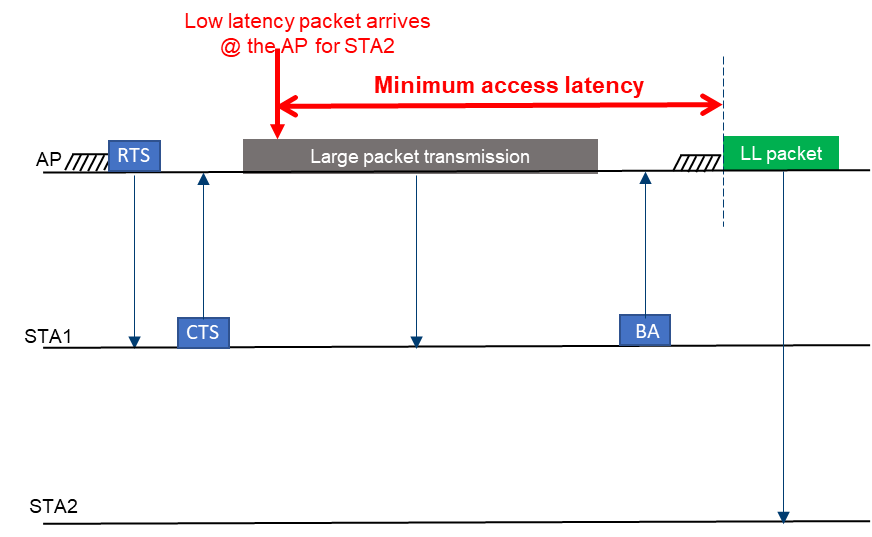 Low latency packet arrives
@ the AP for STA2
Minimum access latency
AP
RTS
Large packet transmission
LL packet
STA1
CTS
BA
STA2